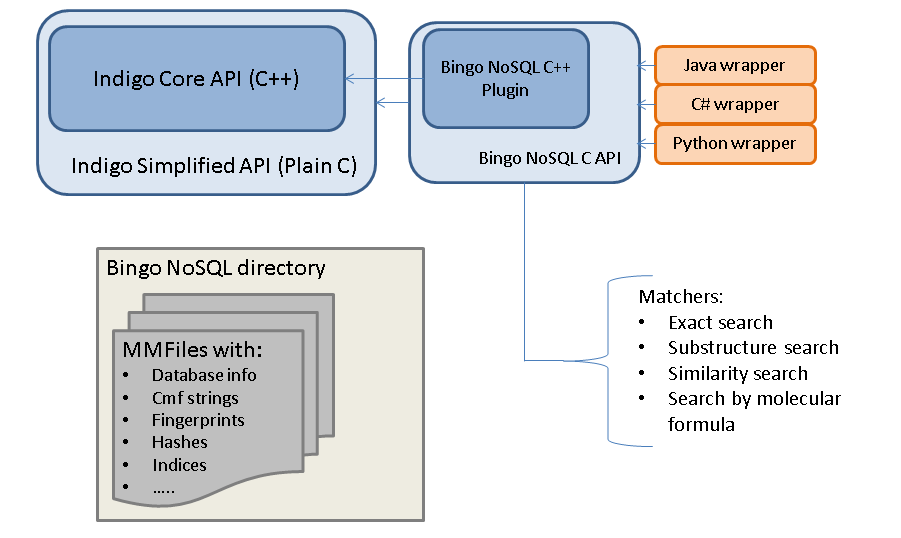 Indigo Core API (C++)
Indigo Simplified API (Plain C)
Bingo NoSQL C++
Plugin
Bingo NoSQL C API
Java wrapper
C# wrapper
Python wrapper
Bingo NoSQL directory
MMFiles with:
• Database info
• Cmf strings
• Fingerprints
• Hashes
• Indices
• .....
Matchers:
• Exact search
• Substructure search
• Similarity search
• Search by molecular
formula